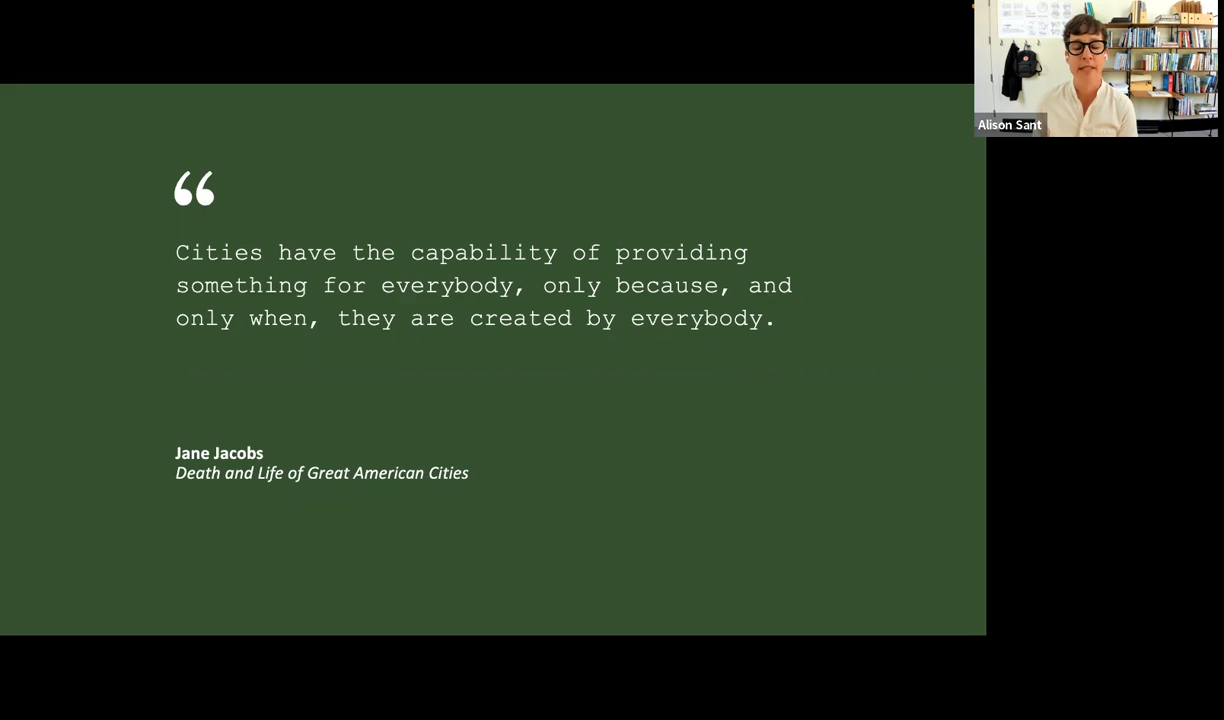 “
Cities have the capability of providing
something for everybody, only because, and
only when, they are created by everybody.
Jane Jacobs
Death and Life of Great American Cities
Alison Sant